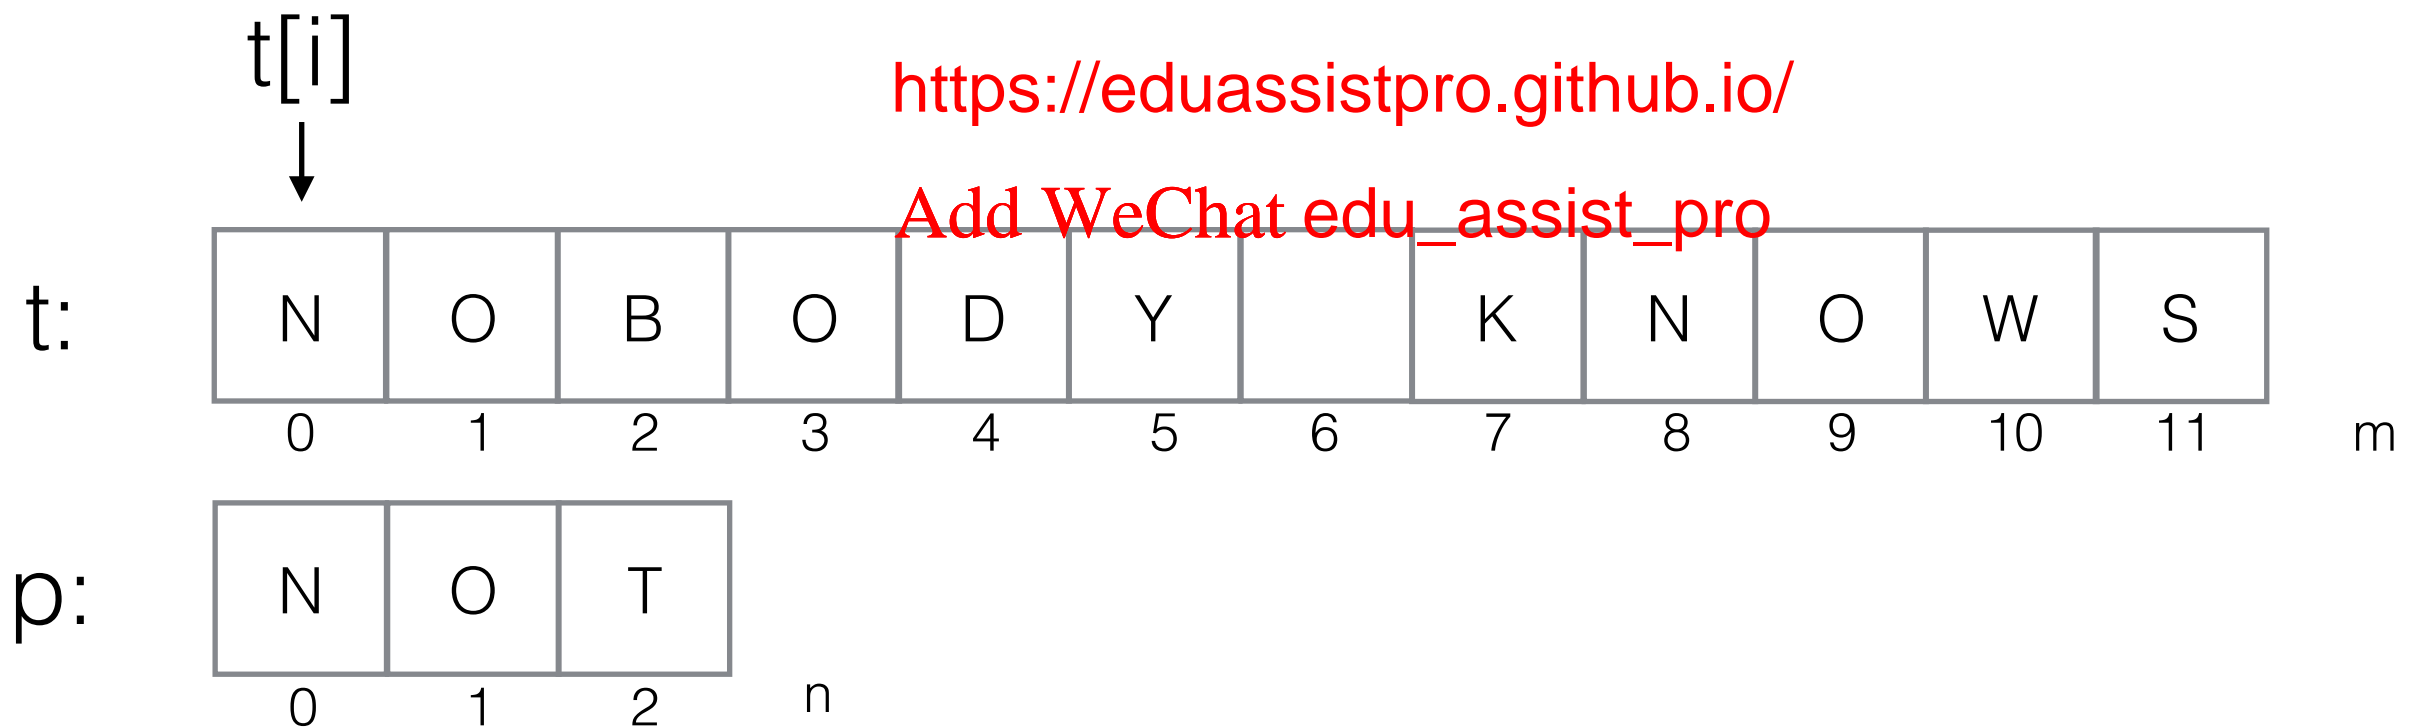 t[i]
https://eduassistpro.github.io/
Add WeChat edu_assist_pro
t: N O B O D Y K N O W S
0 1 2 3 4 5 6 7 8 9 10 11 m
p: N O T
0 1 2 n